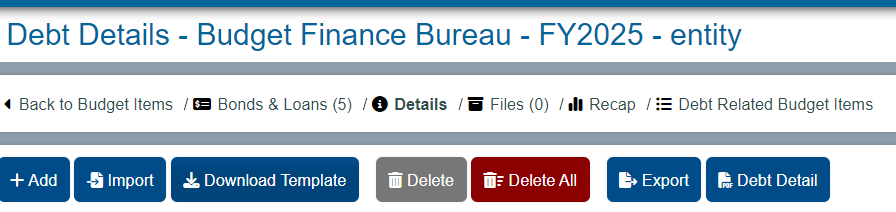 Debt Details - Budget Finance Bureau - FY2025 - entity
Back to Budget Items / Bonds & Loans (5) / Details / Files (0) / Recap / Debt Related Budget Items
Add Import Download Template Delete Delete All Export Debt Detail